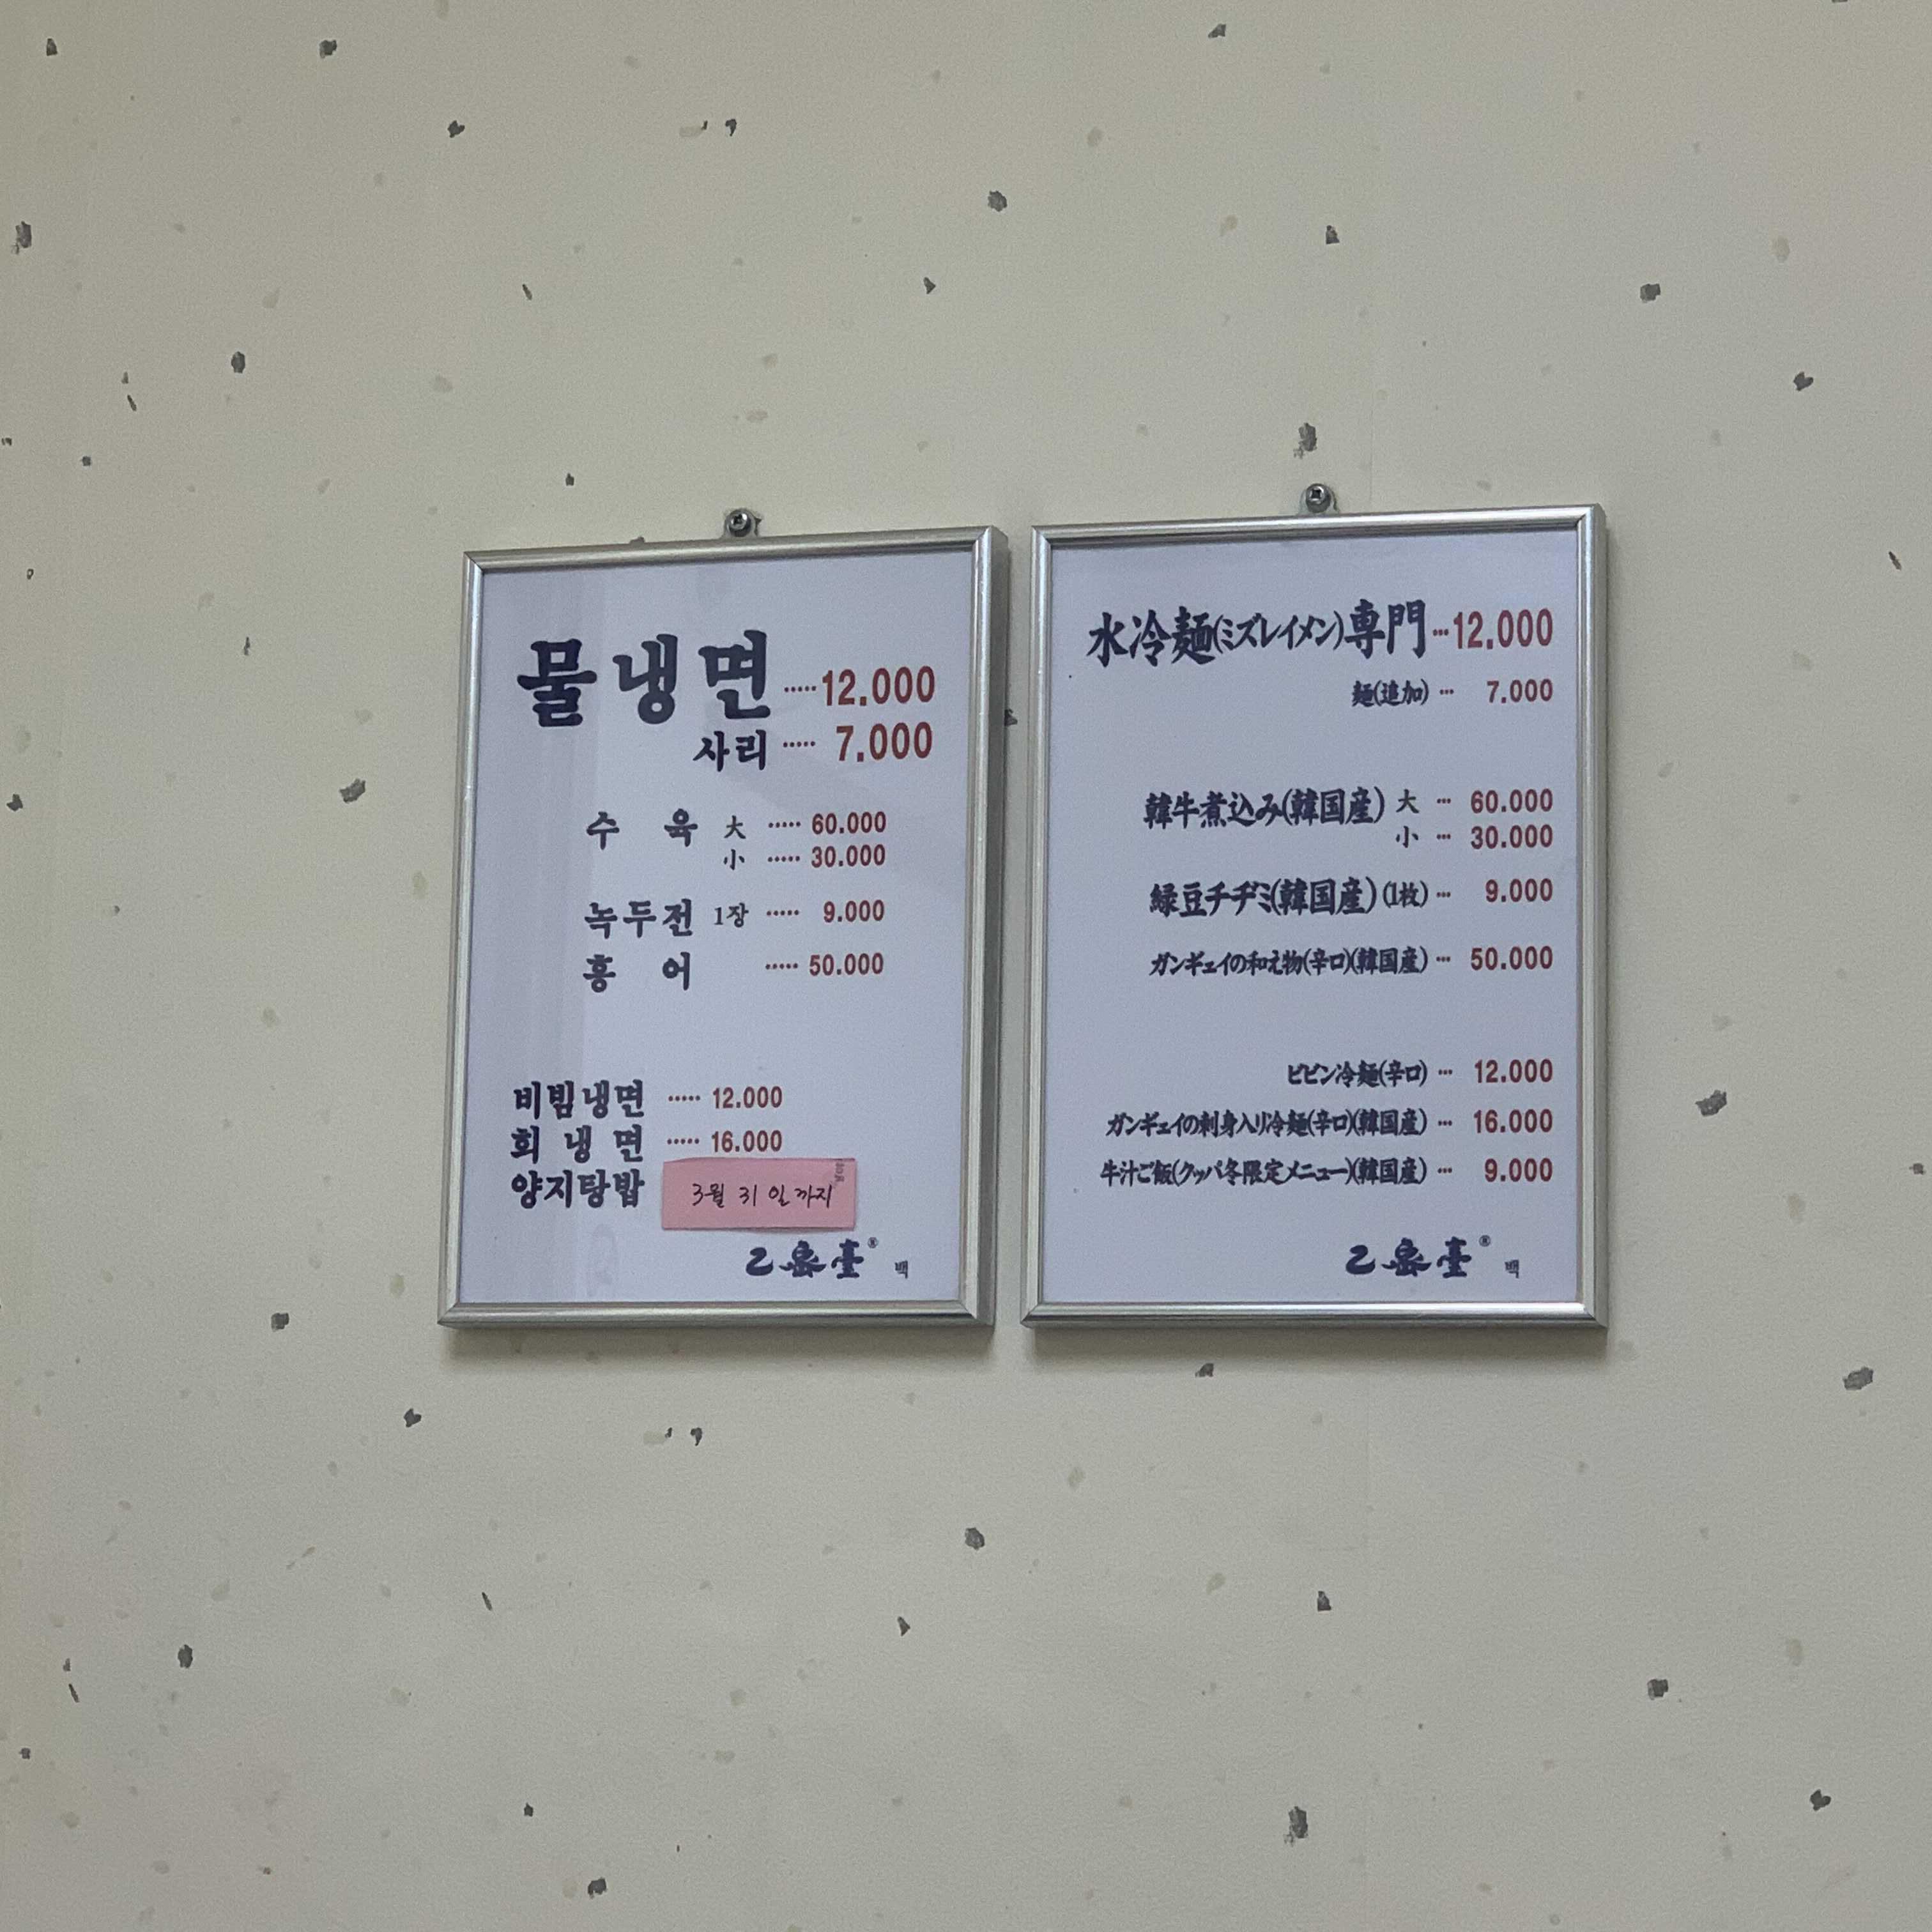 물냉면 ····· 12.000
사리 ····· 7.000
수 육 大 ····· 60.000
小 ····· 30.000
녹두전 1장 ····· 9.000
홍 어 ····· 50.000
비빔냉면 ····· 12.000
회 냉 면 ····· 16.000
양지탕밥 3월 31일까지
乙密臺® 백
水冷麺(ミズレイメン)専門 ··· 12.000
麺(追加) ··· 7.000
韓牛煮込み(韓国産) 大 ··· 60.000
小 ··· 30.000
緑豆チヂミ(韓国産)(1枚) ··· 9.000
ガンギェイの和え物(辛口)(韓国産) ··· 50.000
ビビン冷麺(辛口) ··· 12.000
ガンギェイの刺身入り冷麺(辛口)(韓国産) ··· 16.000
牛汁ご飯(クッパ冬限定メニュー)(韓国産) ··· 9.000
乙密臺® 백